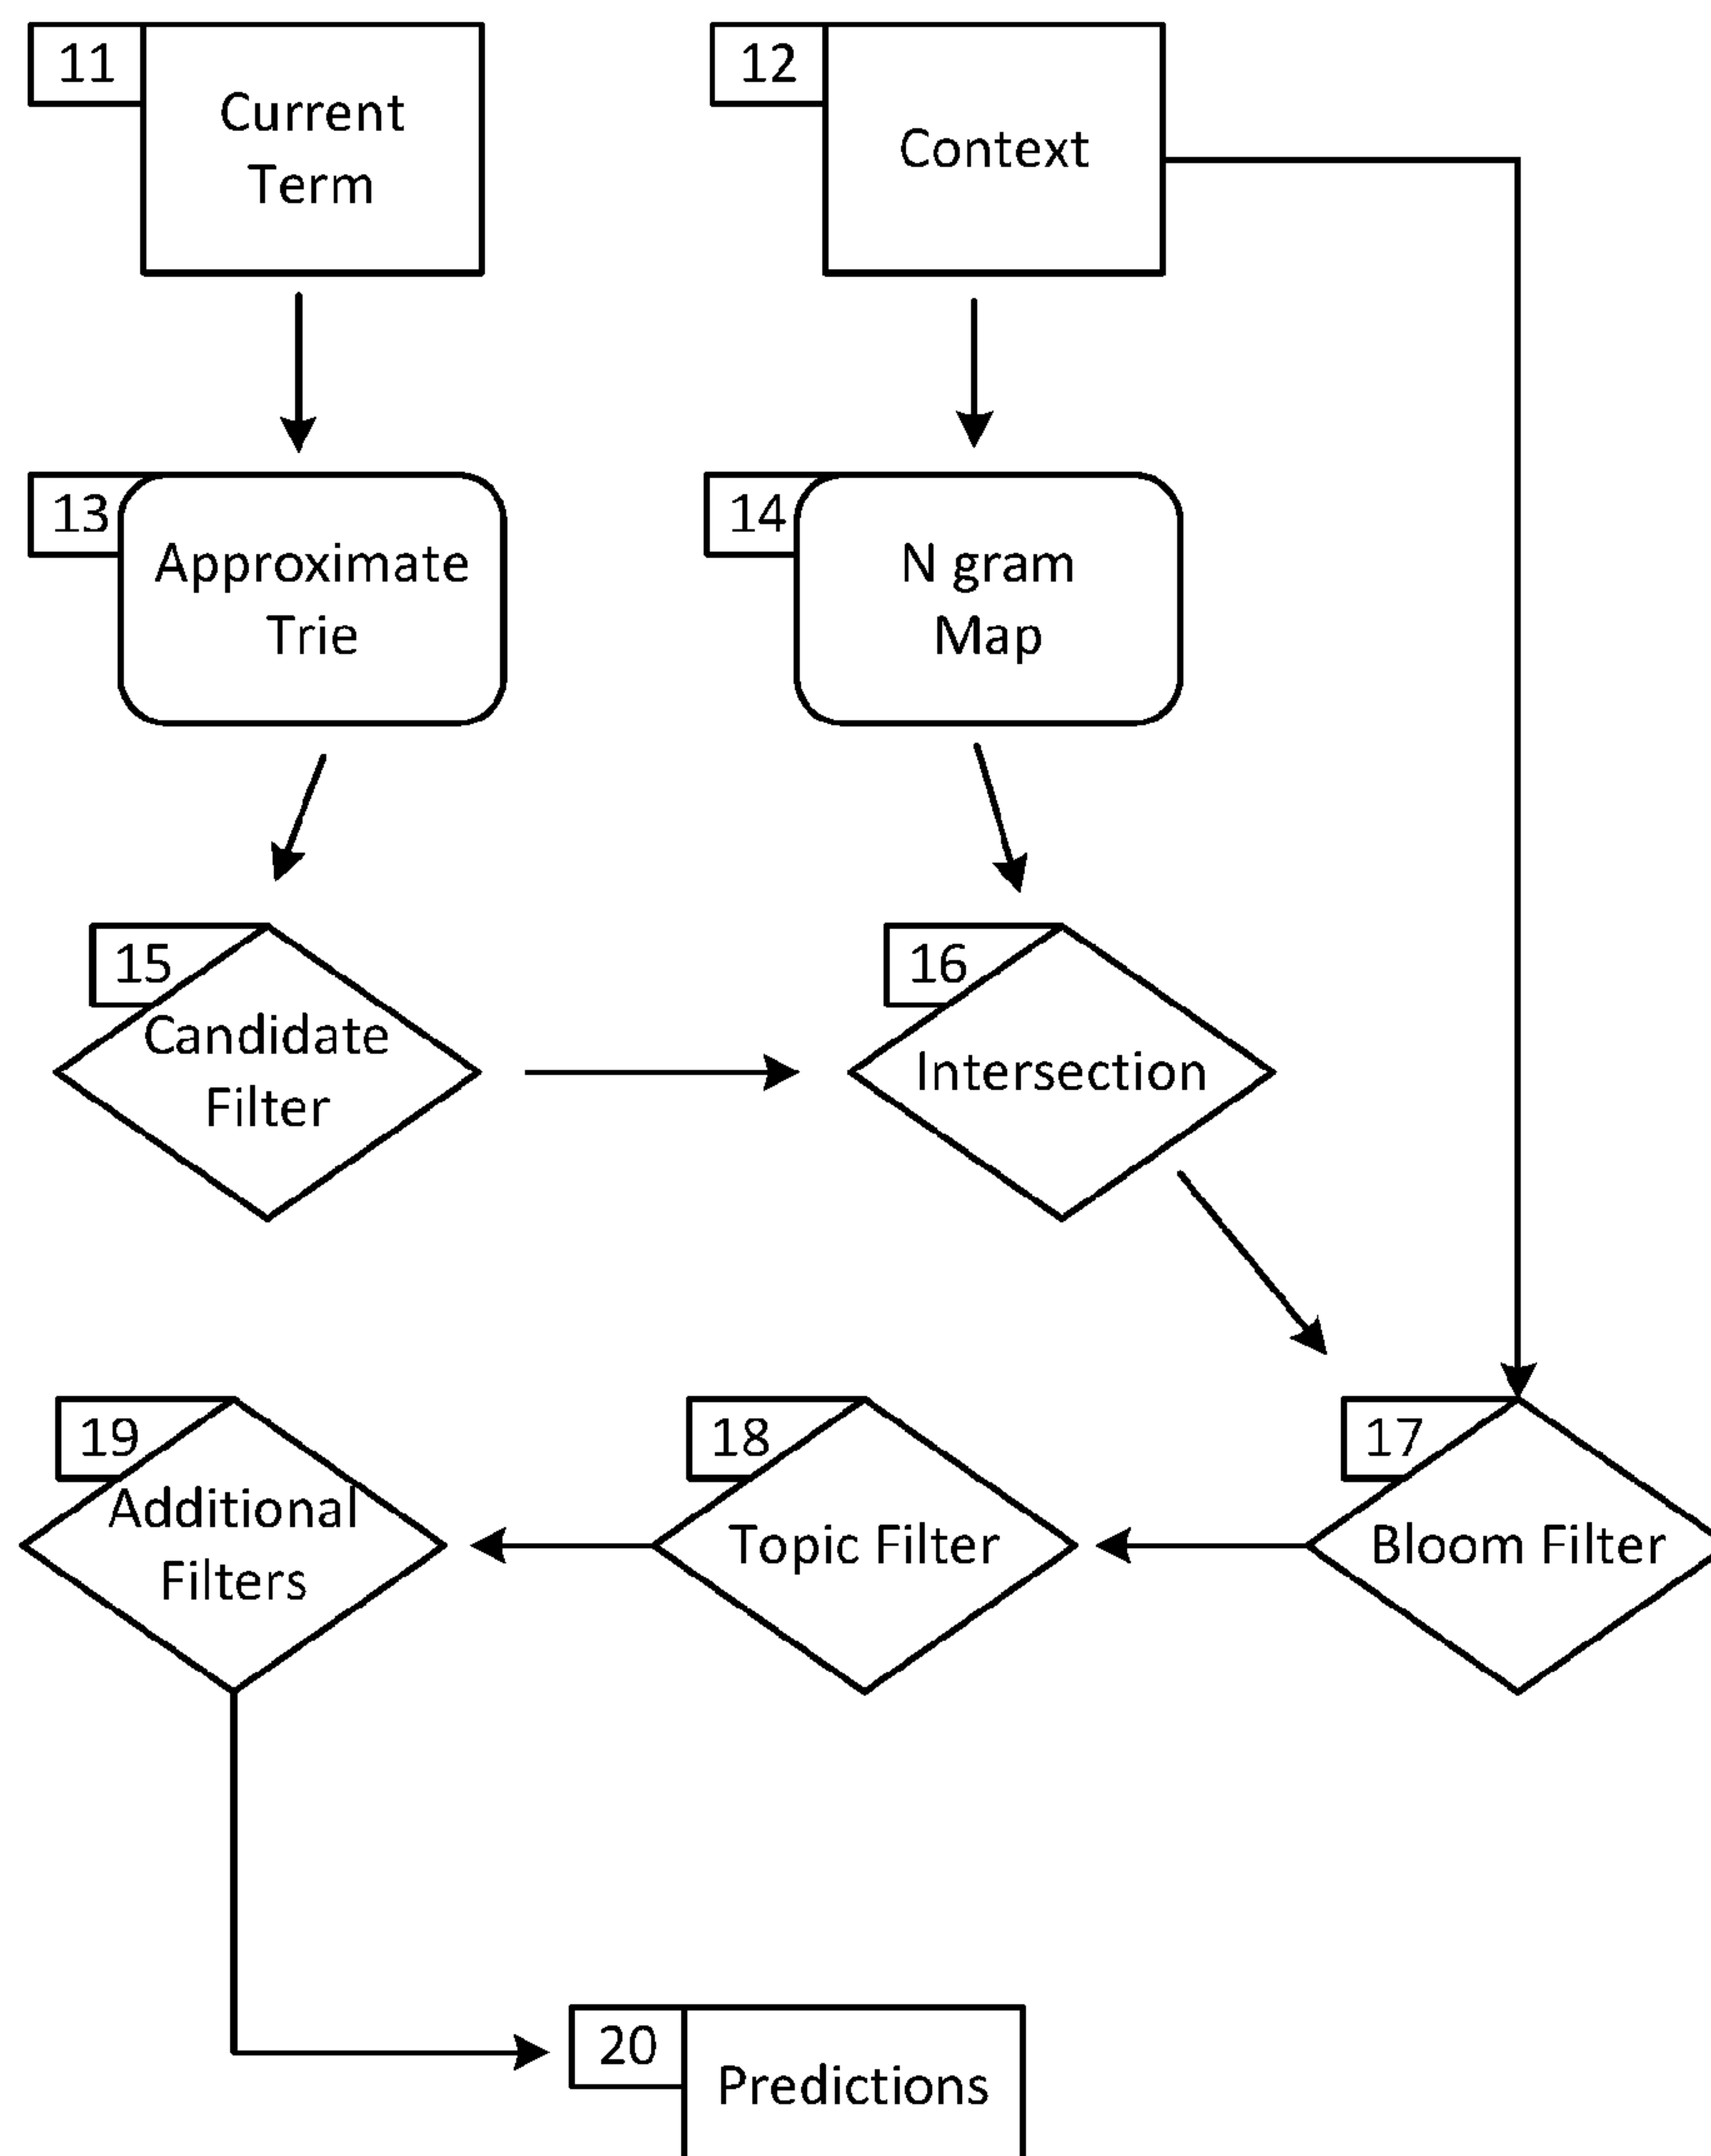 11
Current
Term
12
Context
13
Approximate
Trie
14
N gram
Map
15
Candidate
Filter
16
Intersection
19
Additional
Filters
18
Topic Filter
17
Bloom Filter
20
Predictions